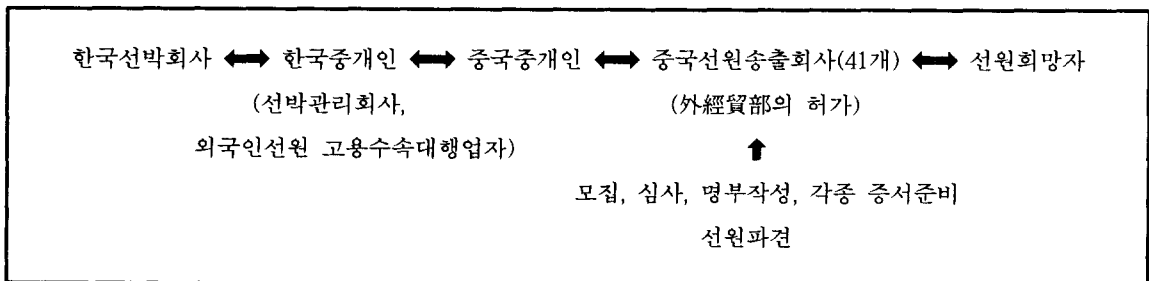 한국선박회사 ⬌ 한국중개인 ⬌ 중국중개인 ⬌ 중국선원송출회사(41개) ⬌ 선원희망자
(선박관리회사, (外經貿部의 허가)
외국인선원 고용수속대행업자) ⬆
모집, 심사, 명부작성, 각종 증서준비
선원파견